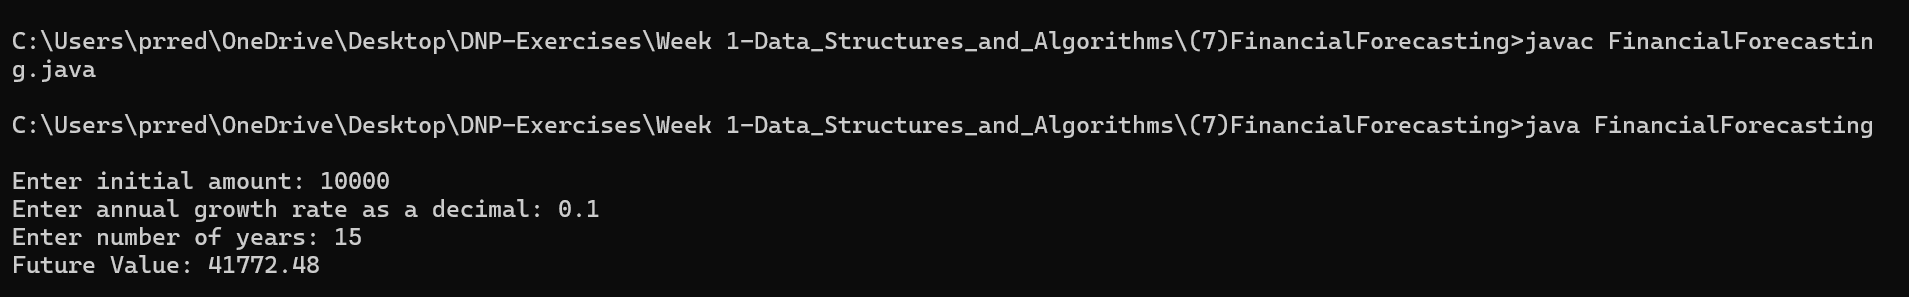 C:\Users\prred\OneDrive\Desktop\DNP-Exercises\Week 1-Data_Structures_and_Algorithms\(7)FinancialForecasting>javac FinancialForecastin
g.java
C:\Users\prred\OneDrive\Desktop\DNP-Exercises\Week 1-Data_Structures_and_Algorithms\(7)FinancialForecasting>java FinancialForecasting
Enter initial amount: 10000
Enter annual growth rate as a decimal: 0.1
Enter number of years: 15
Future Value: 41772.48